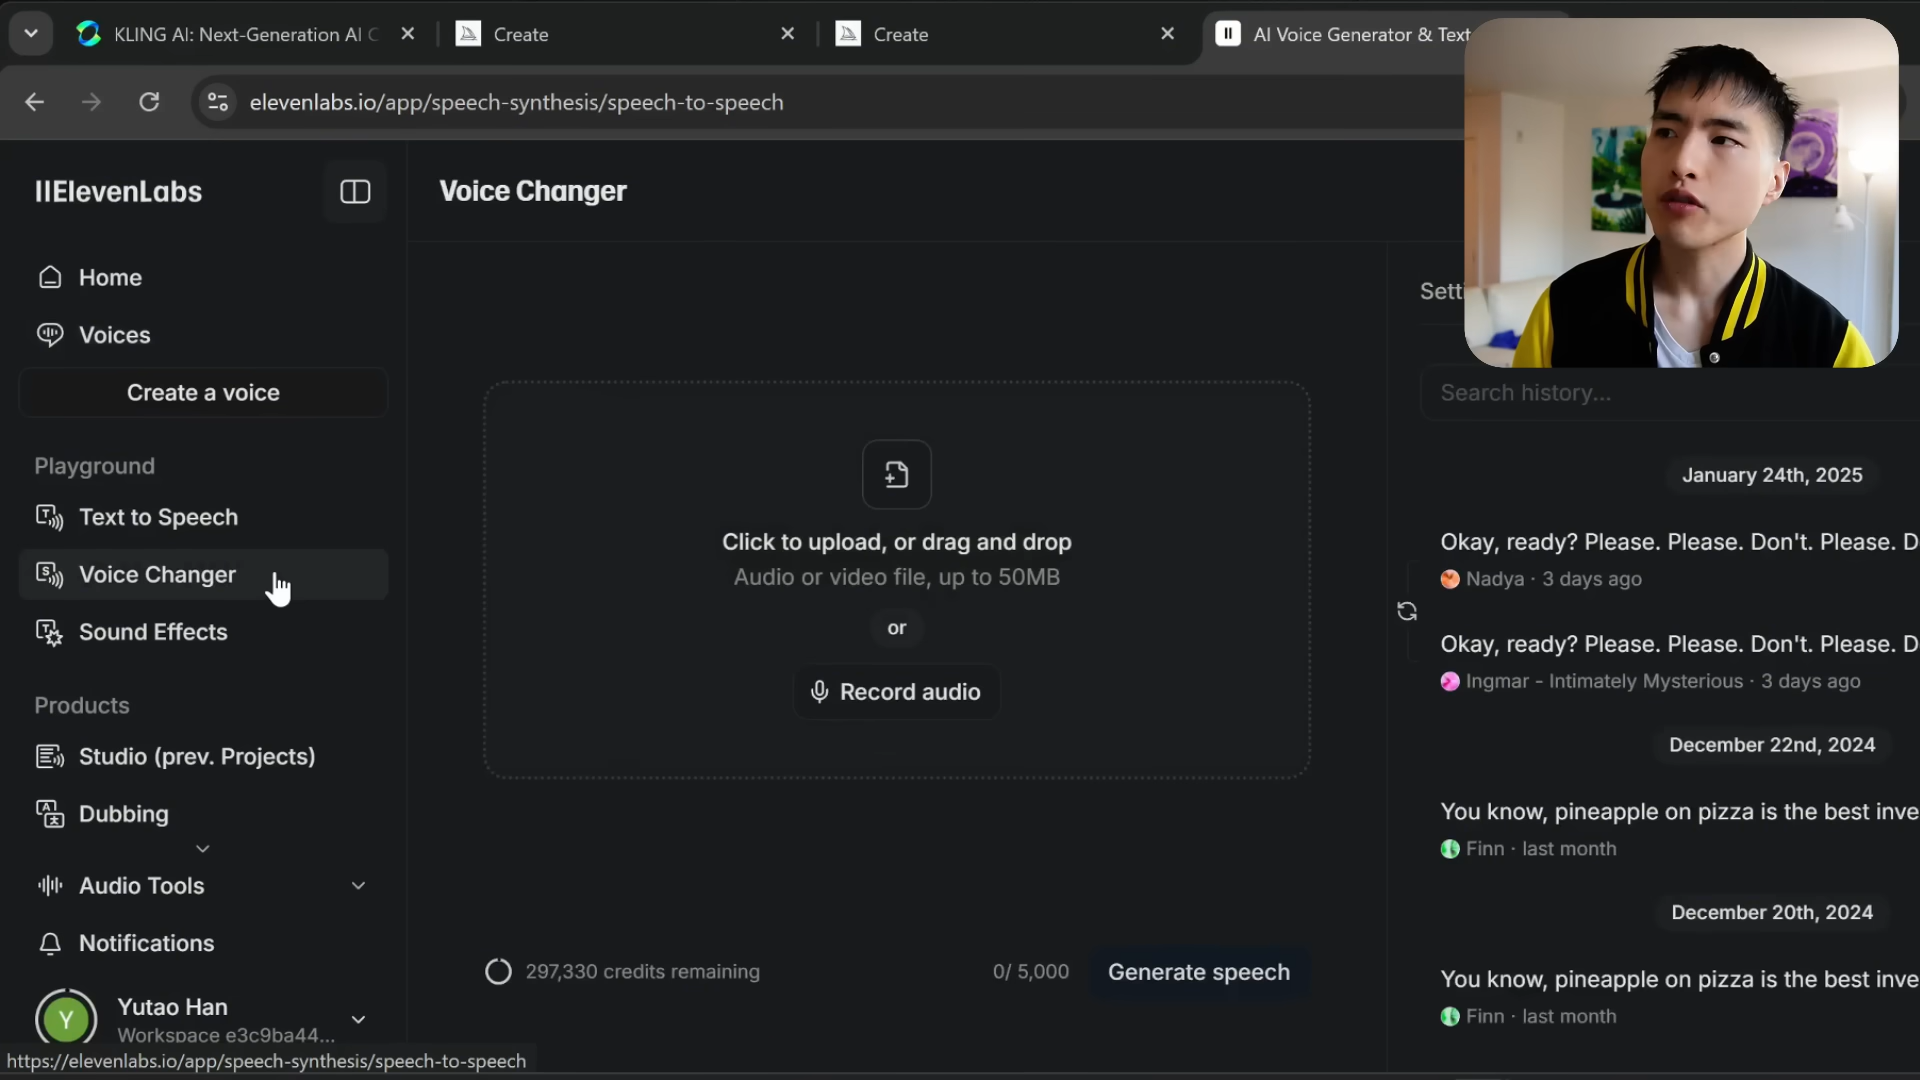 KLING AI: Next-Generation AI C
Create
Create
AI Voice Generator & Text
elevenlabs.io/app/speech-synthesis/speech-to-speech
IIElevenLabs
Voice Changer
Home
Voices
Create a voice
Playground
Text to Speech
Voice Changer
Sound Effects
Products
Studio (prev. Projects)
Dubbing
Audio Tools
Notifications
Y
Yutao Han
Workspace e3c9ba44...
https://elevenlabs.io/app/speech-synthesis/speech-to-speech
Click to upload, or drag and drop
Audio or video file, up to 50MB
or
Record audio
297,330 credits remaining
0/ 5,000
Generate speech
Setti
Search history...
January 24th, 2025
Okay, ready? Please. Please. Don't. Please. D
Nadya · 3 days ago
Okay, ready? Please. Please. Don't. Please. D
Ingmar - Intimately Mysterious · 3 days ago
December 22nd, 2024
You know, pineapple on pizza is the best inve
Finn · last month
December 20th, 2024
You know, pineapple on pizza is the best inve
Finn · last month